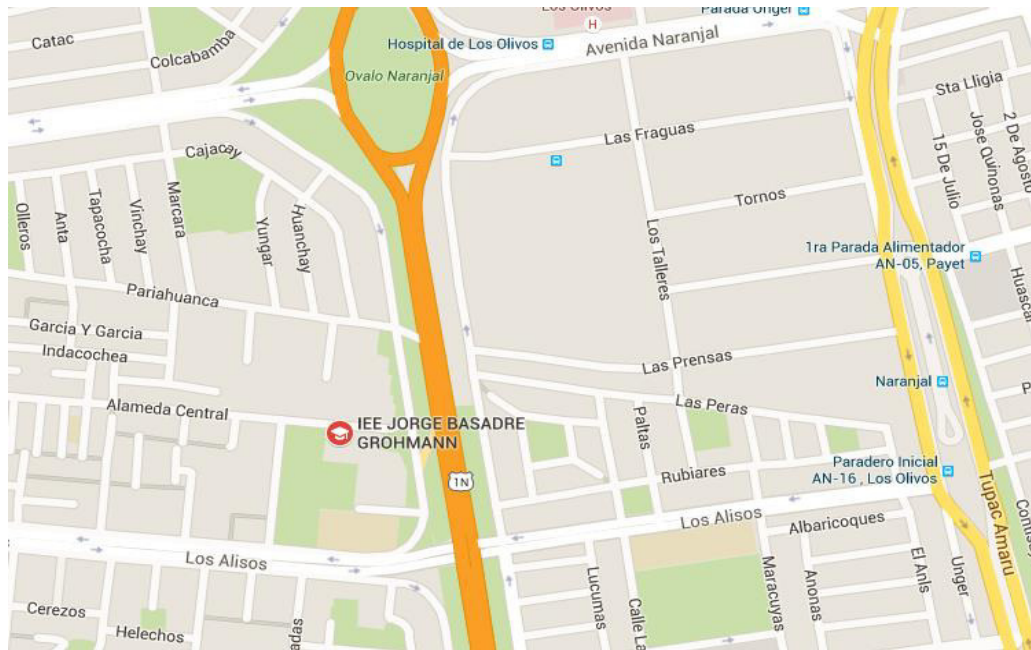 Los Olivos
H
Parada Unger
Catac
Colcabamba
Hospital de Los Olivos
Avenida Naranjal
Ovalo Naranjal
Sta Lligia
2 De Agosto
Jose Quinonas
15 De Julio
Las Fraguas
Cajacay
Olleros
Anta
Tapacocha
Vinchay
Marcara
Yungar
Huanchay
Tornos
Los Talleres
1ra Parada Alimentador
AN-05, Payet
Huascar
Pariahuanca
Garcia Y Garcia
Indacochea
Las Prensas
Naranjal
Alameda Central
Las Peras
Paltas
IEE JORGE BASADRE
GROHMANN
1N
Rubiares
Paradero Inicial
AN-16 , Los Olivos
Tupac Amaru
Los Alisos
Albaricoques
Los Alisos
Lucumas
Calle La
Maracuyas
Anonas
El Anls
Unger
Cerezos
Helechos